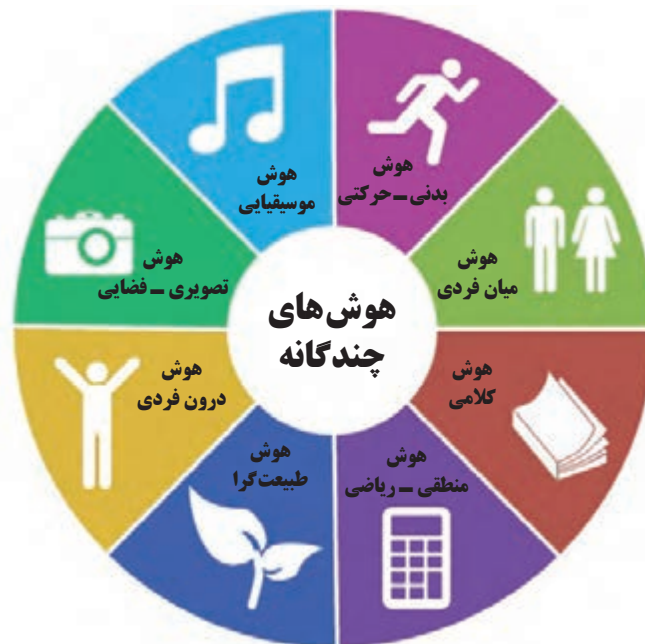 هوش‌های
چندگانه
هوش
بدنی ـ حرکتی
هوش
میان فردی
هوش
کلامی
هوش
منطقی ـ ریاضی
هوش
طبیعت‌گرا
هوش
درون فردی
هوش
تصویری ـ فضایی
هوش
موسیقیایی